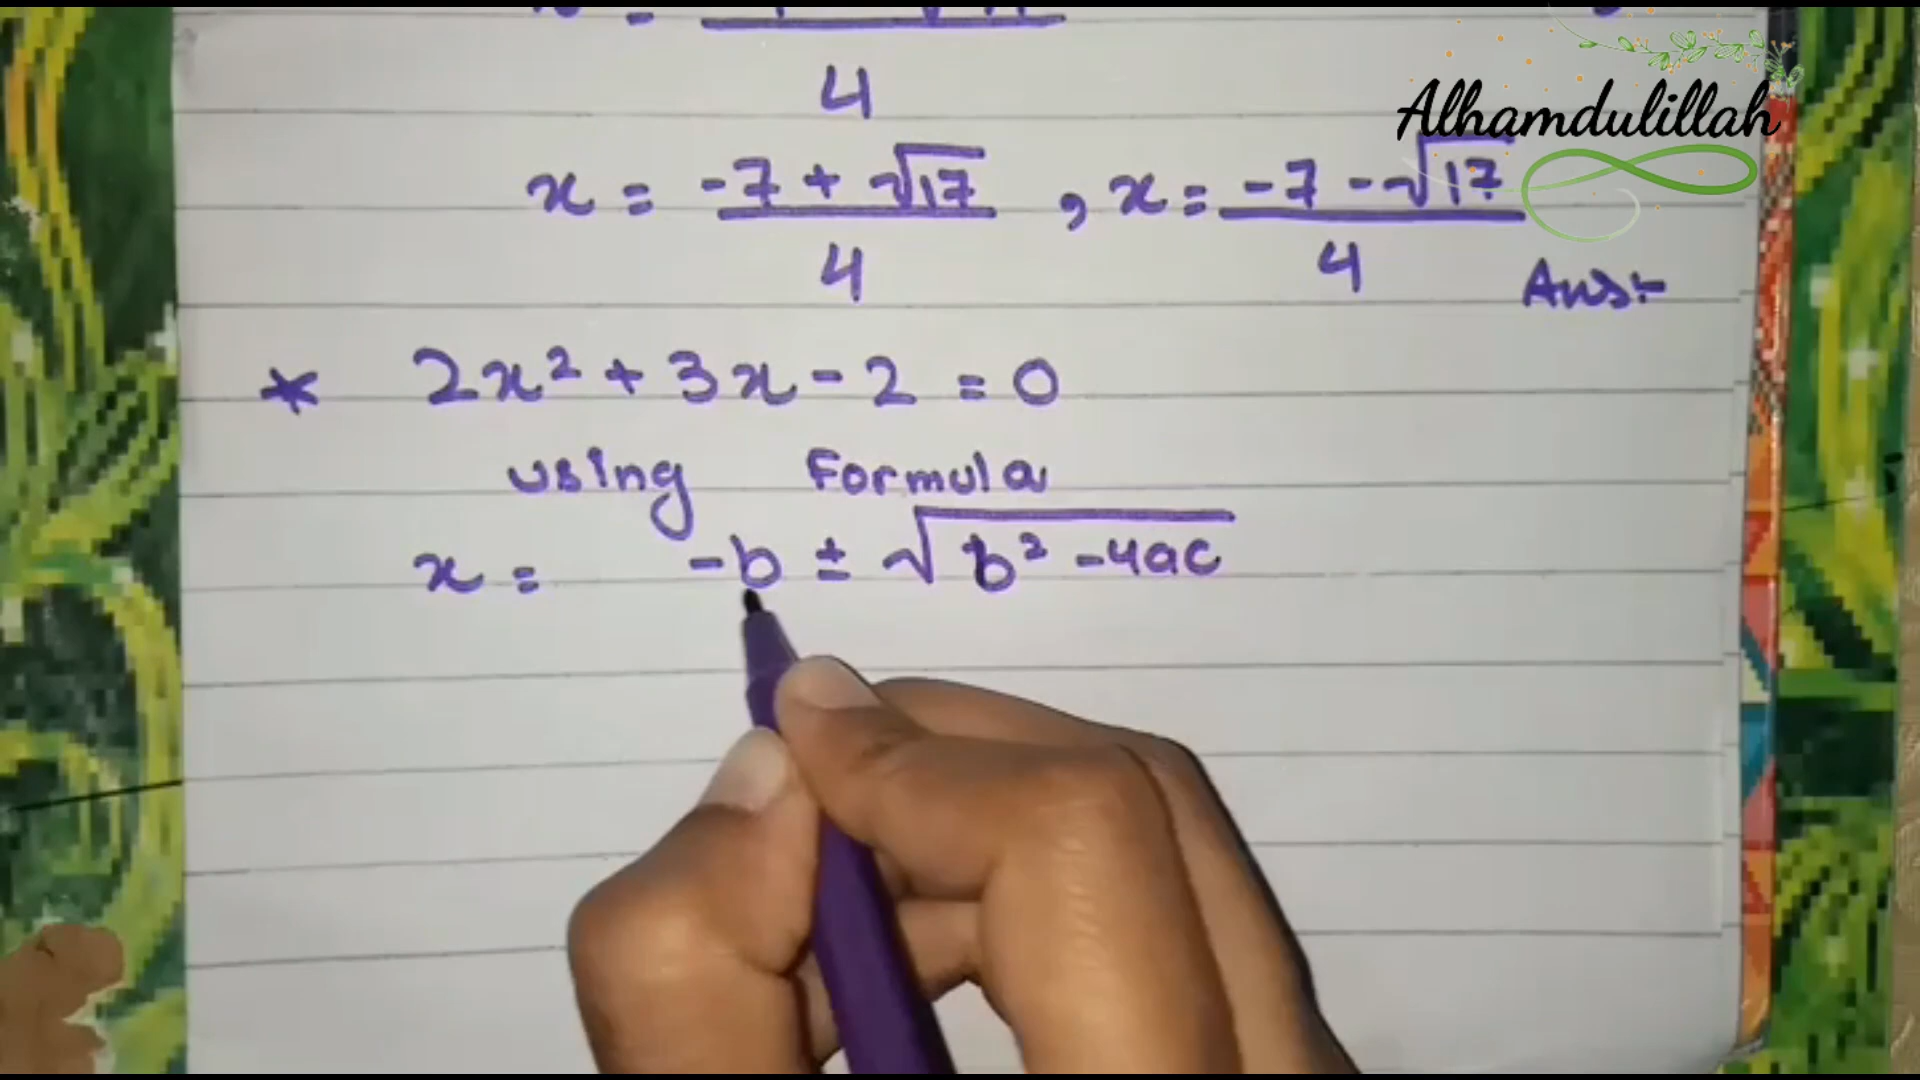 4
x = -7 + √17 / 4 , x = -7 - √17 / 4
Ans:-
* 2x² + 3x - 2 = 0
using Formula
x = -b ± √b² - 4ac
Alhamdulillah